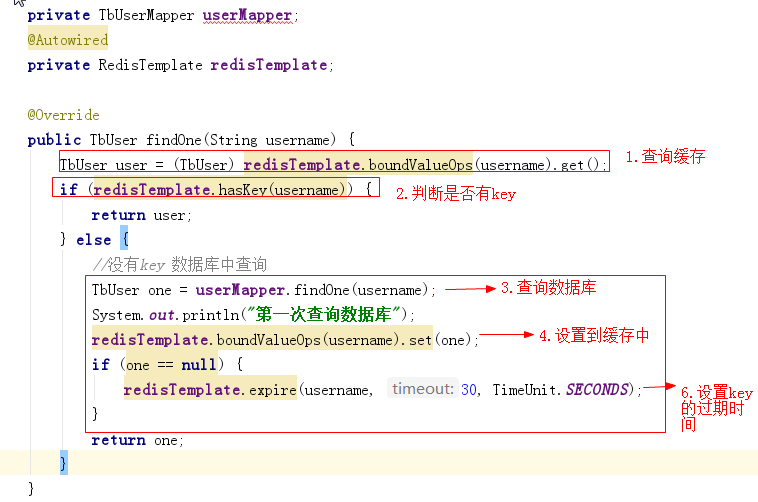 private TbUserMapper userMapper;
@Autowired
private RedisTemplate redisTemplate;
@Override
public TbUser findOne(String username) {
TbUser user = (TbUser) redisTemplate.boundValueOps(username).get(); 1.查询缓存
if (redisTemplate.hasKey(username)) { 2.判断是否有key
return user;
} else {
//没有key 数据库中查询
TbUser one = userMapper.findOne(username); 3.查询数据库
System.out.println("第一次查询数据库");
redisTemplate.boundValueOps(username).set(one); 4.设置到缓存中
if (one == null) {
redisTemplate.expire(username, timeout: 30, TimeUnit.SECONDS); 6.设置key
的过期时
间
}
return one;
}
}